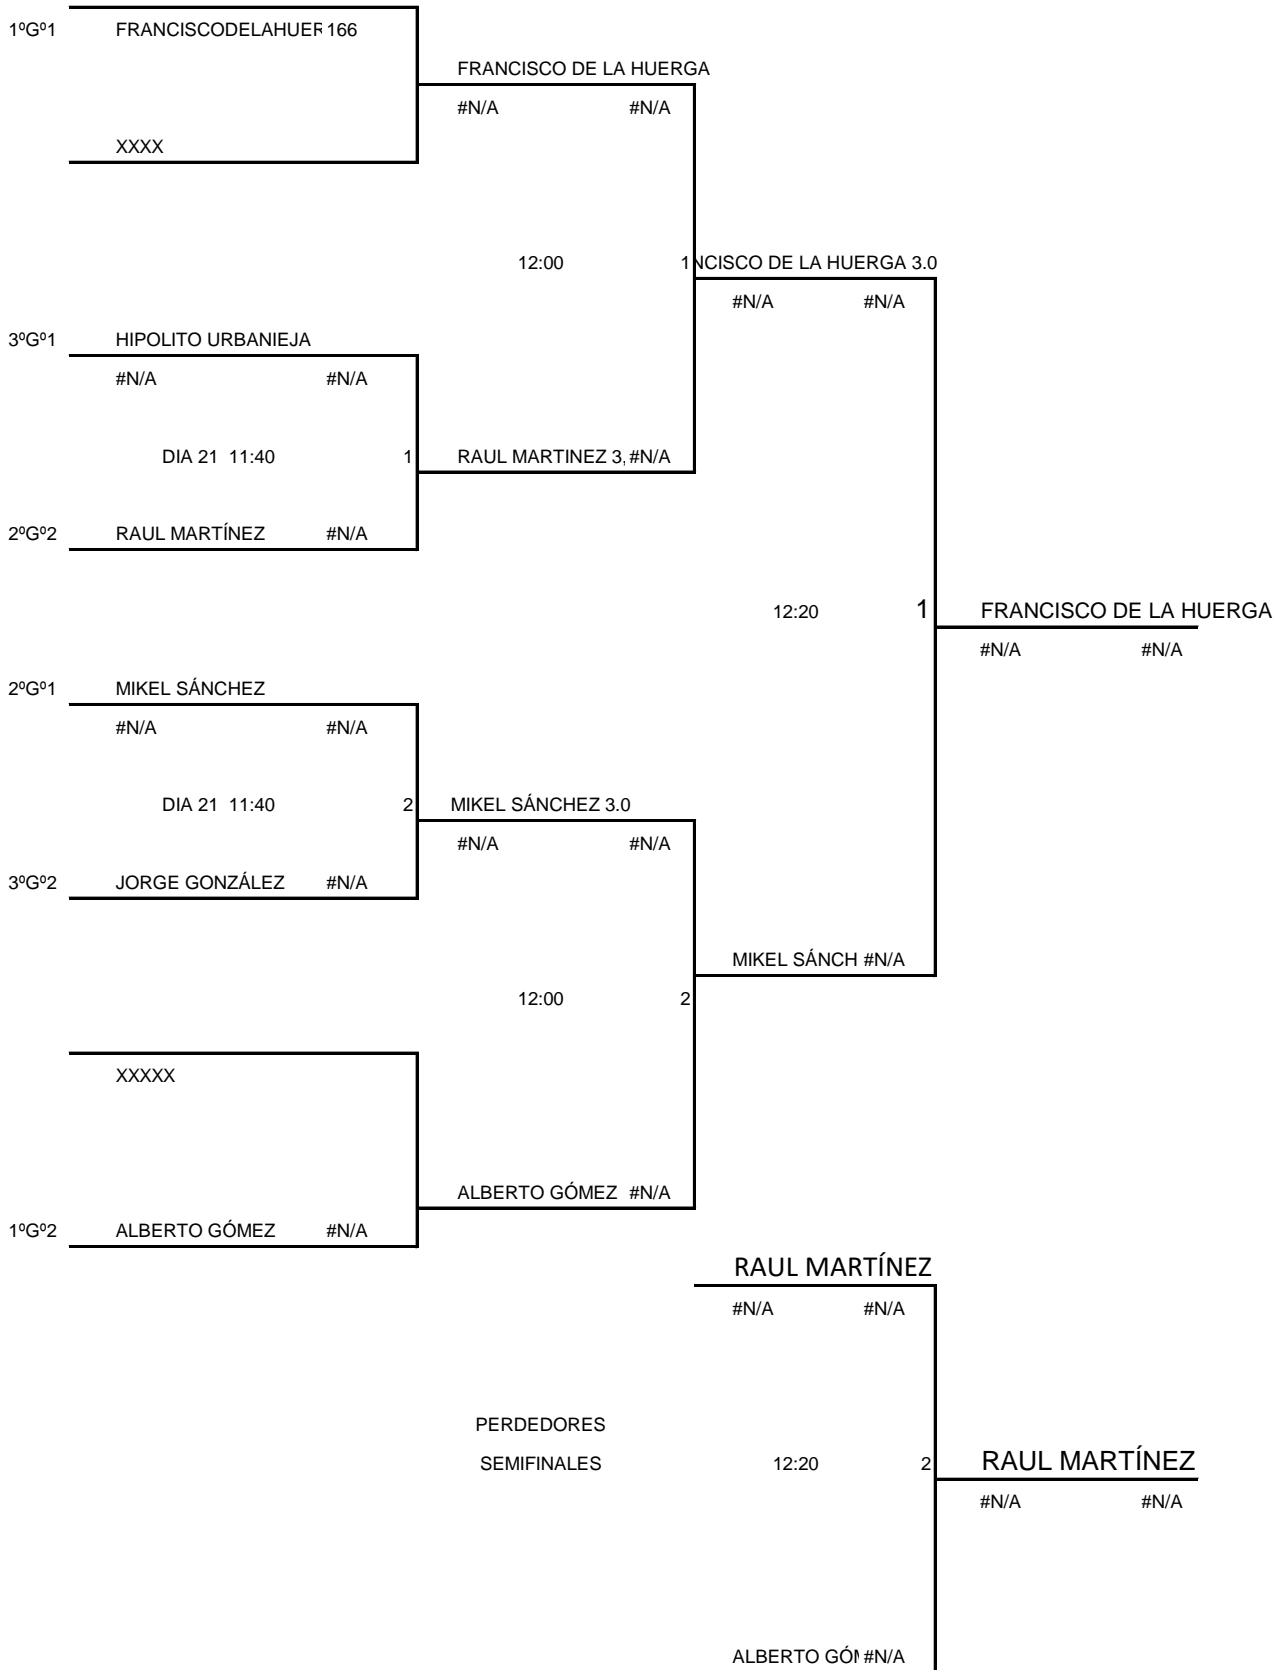 1ºGº1 FRANCISCODELAHUER 166
FRANCISCO DE LA HUERGA
#N/A #N/A
XXXX
12:00 1 NCISCO DE LA HUERGA 3.0
#N/A #N/A
3ºGº1 HIPOLITO URBANIEJA
#N/A #N/A
DIA 21 11:40 1 RAUL MARTINEZ 3, #N/A
2ºGº2 RAUL MARTÍNEZ #N/A
12:20 1 FRANCISCO DE LA HUERGA
#N/A #N/A
2ºGº1 MIKEL SÁNCHEZ
#N/A #N/A
DIA 21 11:40 2 MIKEL SÁNCHEZ 3.0
#N/A #N/A
3ºGº2 JORGE GONZÁLEZ #N/A
MIKEL SÁNCH #N/A
12:00 2
XXXXX
ALBERTO GÓMEZ #N/A
1ºGº2 ALBERTO GÓMEZ #N/A
RAUL MARTÍNEZ
#N/A #N/A
PERDEDORES
SEMIFINALES 12:20 2 RAUL MARTÍNEZ
#N/A #N/A
ALBERTO GÓM #N/A